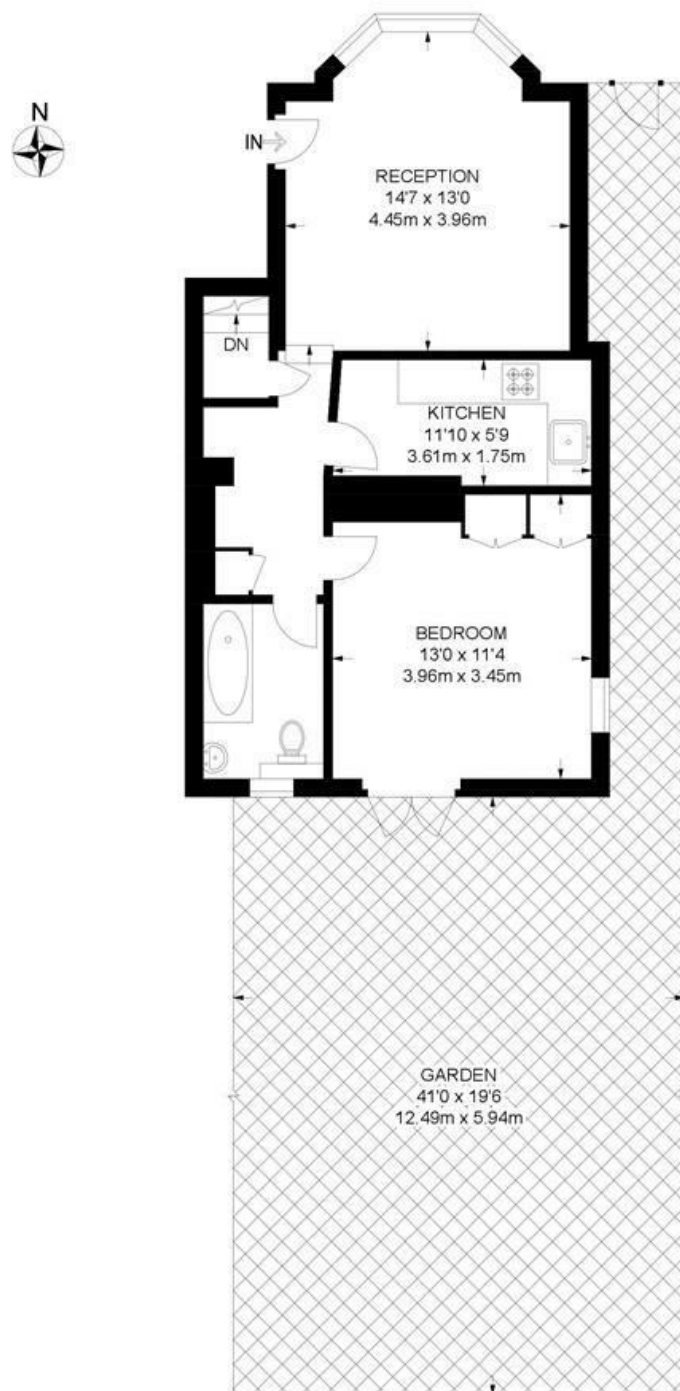 N
IN
RECEPTION
14'7 x 13'0
4.45m x 3.96m
DN
KITCHEN
11'10 x 5'9
3.61m x 1.75m
BEDROOM
13'0 x 11'4
3.96m x 3.45m
GARDEN
41'0 x 19'6
12.49m x 5.94m